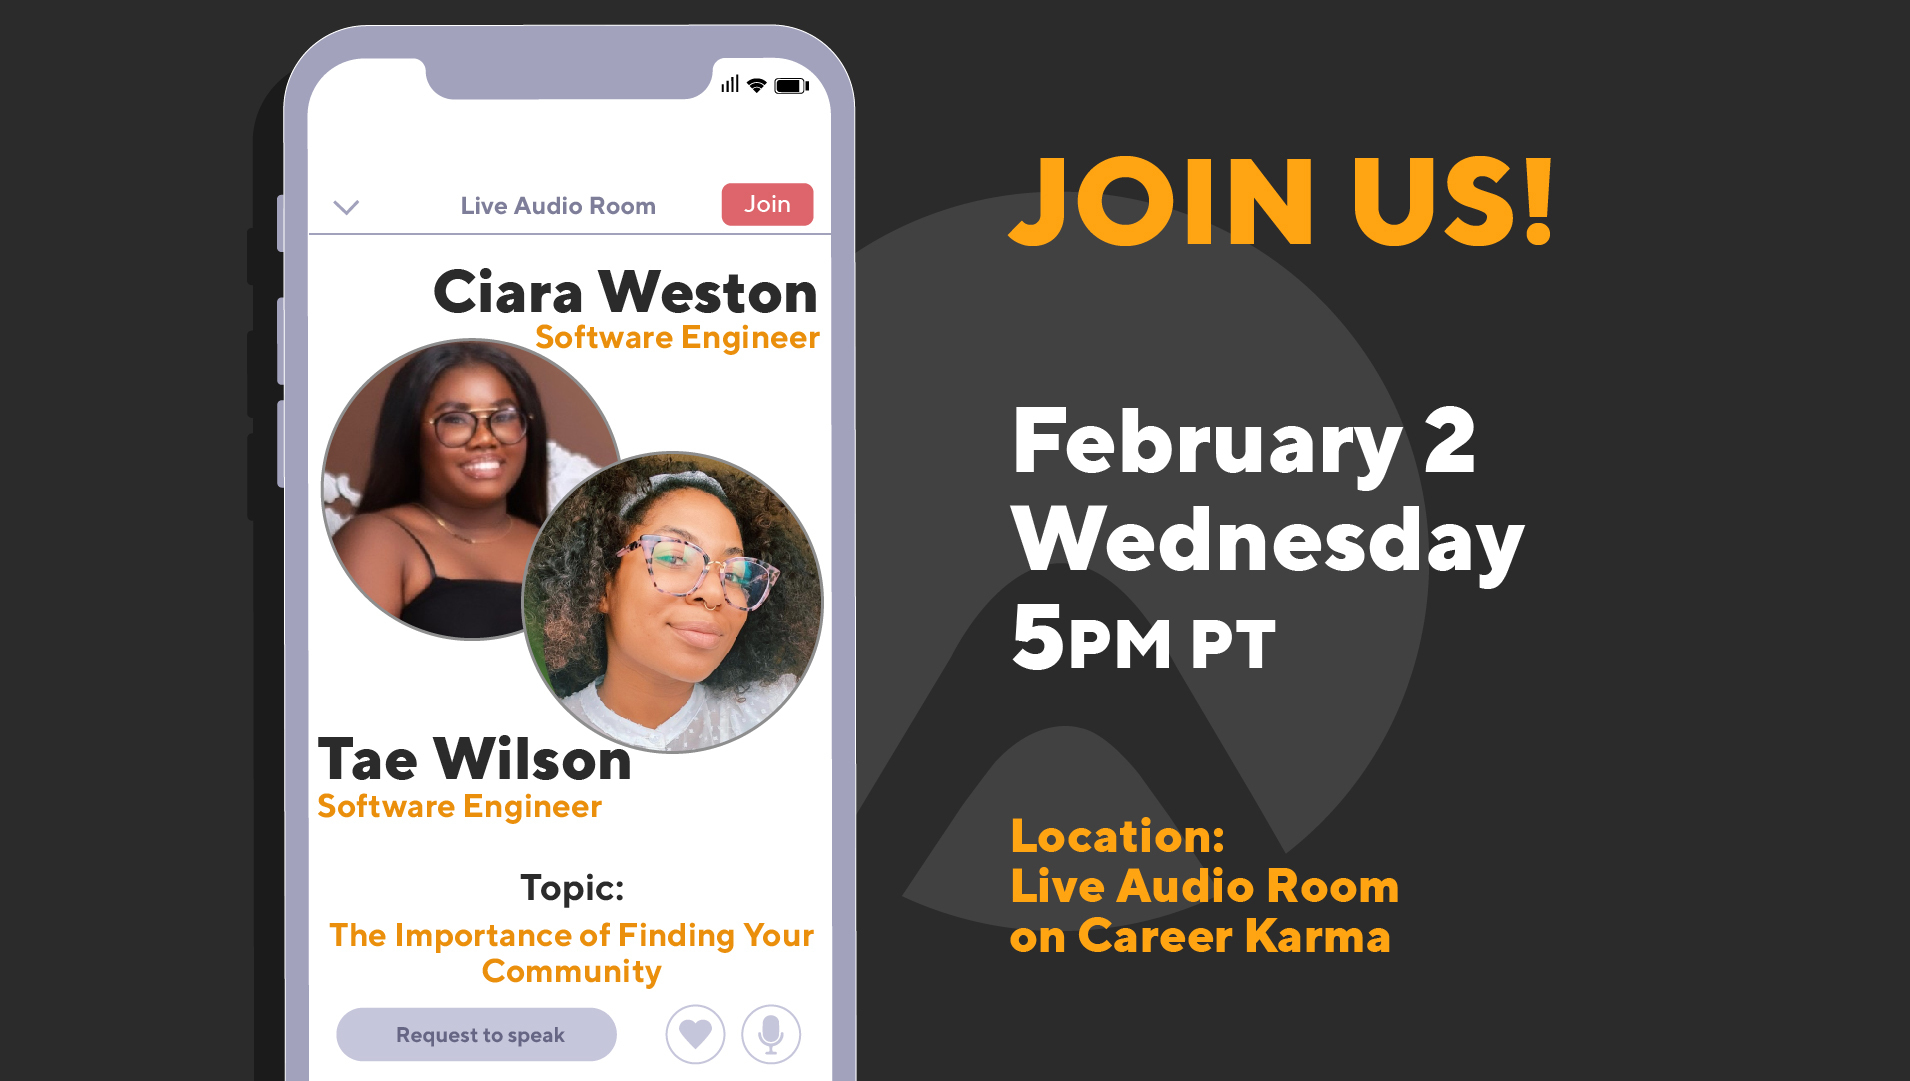 Live Audio Room
Join
Ciara Weston
Software Engineer
Tae Wilson
Software Engineer
Topic:
The Importance of Finding Your
Community
Request to speak
JOIN US!
February 2
Wednesday
5PM PT
Location:
Live Audio Room
on Career Karma